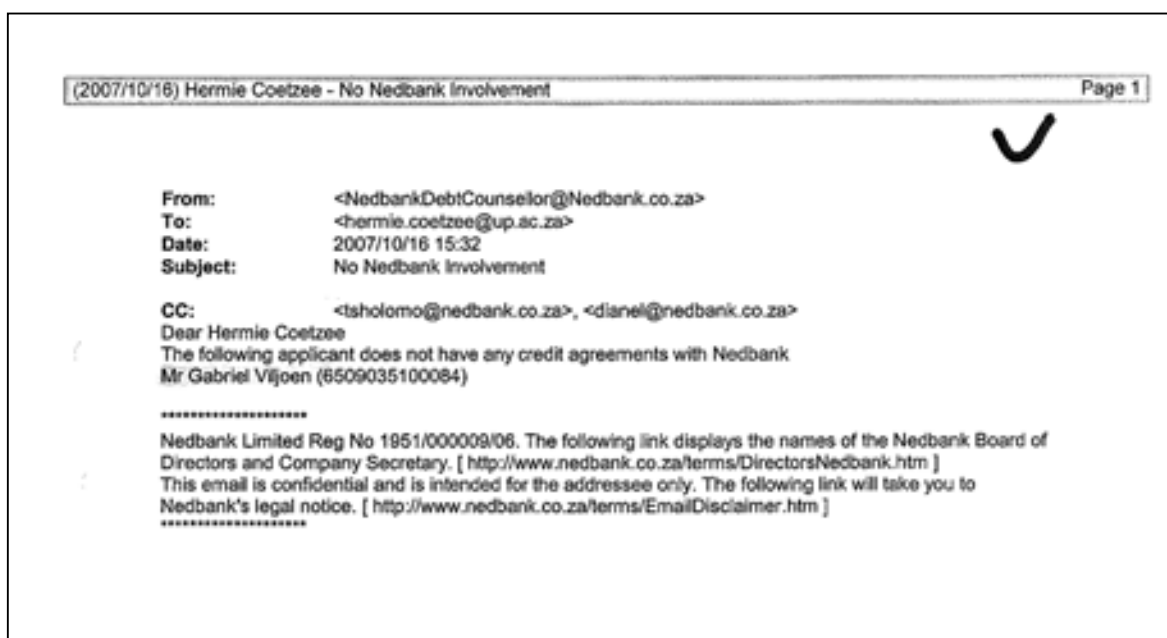 (2007/10/16) Hermie Coetzee - No Nedbank Involvement Page 1
From: <NedbankDebtCounsellor@Nedbank.co.za>
To: <hermie.coetzee@up.ac.za>
Date: 2007/10/16 15:32
Subject: No Nedbank Involvement
CC: <tsholomo@nedbank.co.za>, <dianel@nedbank.co.za>
Dear Hermie Coetzee
The following applicant does not have any credit agreements with Nedbank
Mr Gabriel Viljoen (6509035100084)
********************
Nedbank Limited Reg No 1951/000009/06. The following link displays the names of the Nedbank Board of
Directors and Company Secretary. [ http://www.nedbank.co.za/terms/DirectorsNedbank.htm ]
This email is confidential and is intended for the addressee only. The following link will take you to
Nedbank's legal notice. [ http://www.nedbank.co.za/terms/EmailDisclaimer.htm ]
********************